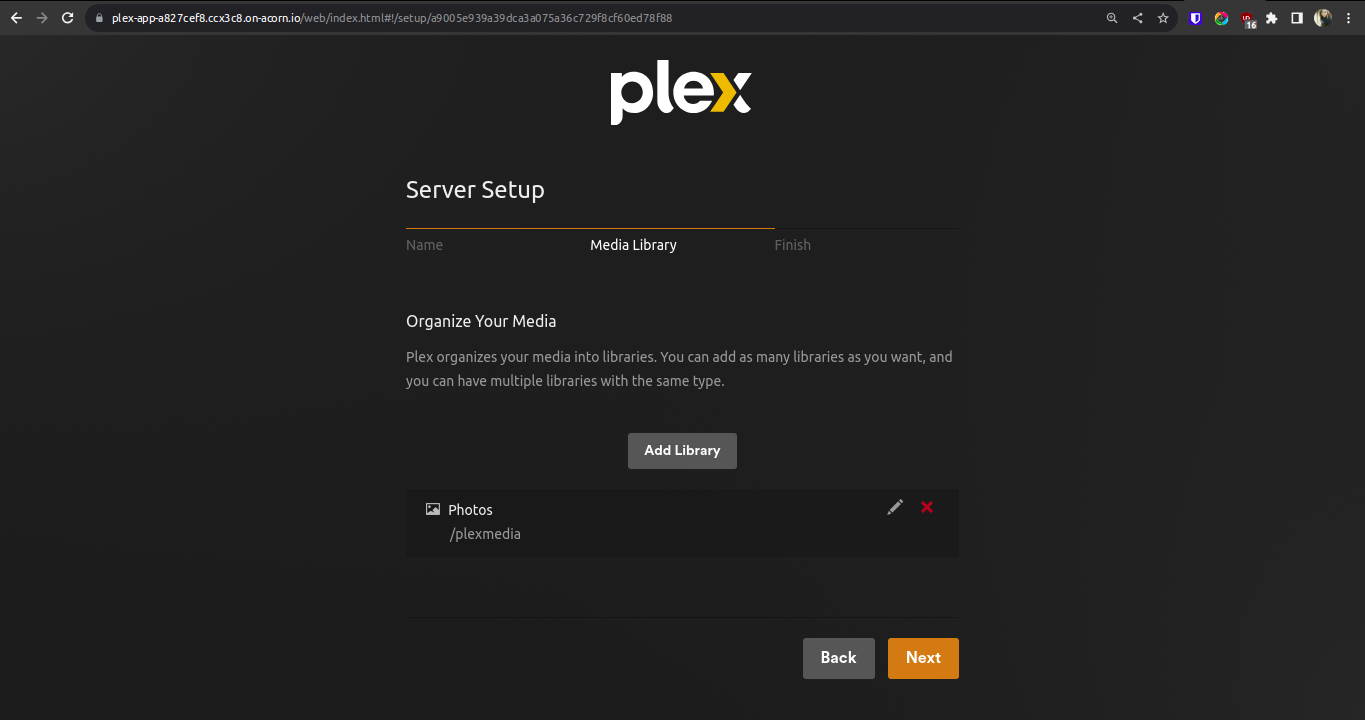 plex-app-a827cef8.ccx3c8.on-acorn.io/web/index.html#!/setup/a9005e939a39dca3a075a36c729f8cf60ed78f88
16
plex
Server Setup
Name Media Library Finish
Organize Your Media
Plex organizes your media into libraries. You can add as many libraries as you want, and
you can have multiple libraries with the same type.
Add Library
Photos
/plexmedia
Back Next